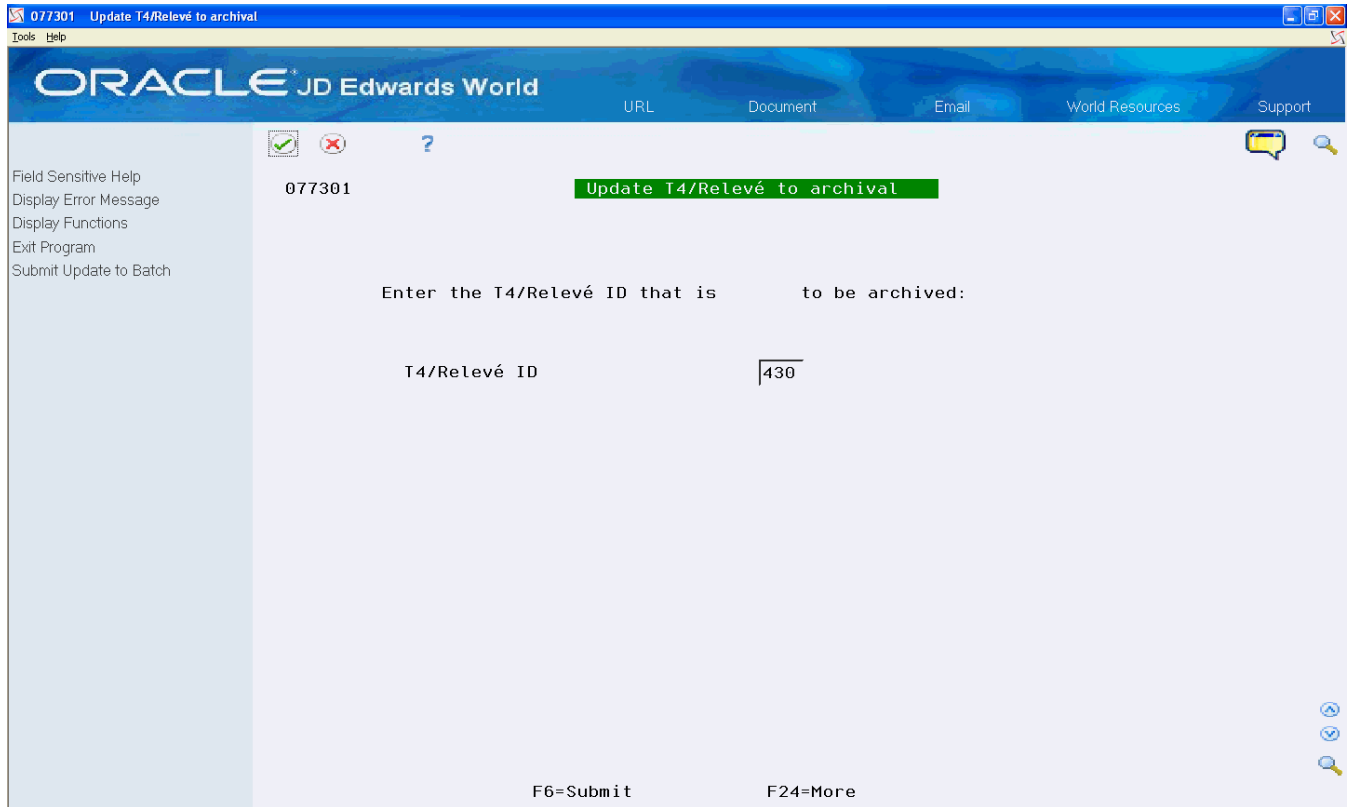 077301 Update T4/Relevé to archival
Tools Help
ORACLE JD Edwards World
URL Document Email World Resources Support
?
Field Sensitive Help
Display Error Message
Display Functions
Exit Program
Submit Update to Batch
077301 Update T4/Relevé to archival
Enter the T4/Relevé ID that is to be archived:
T4/Relevé ID 430
F6=Submit F24=More